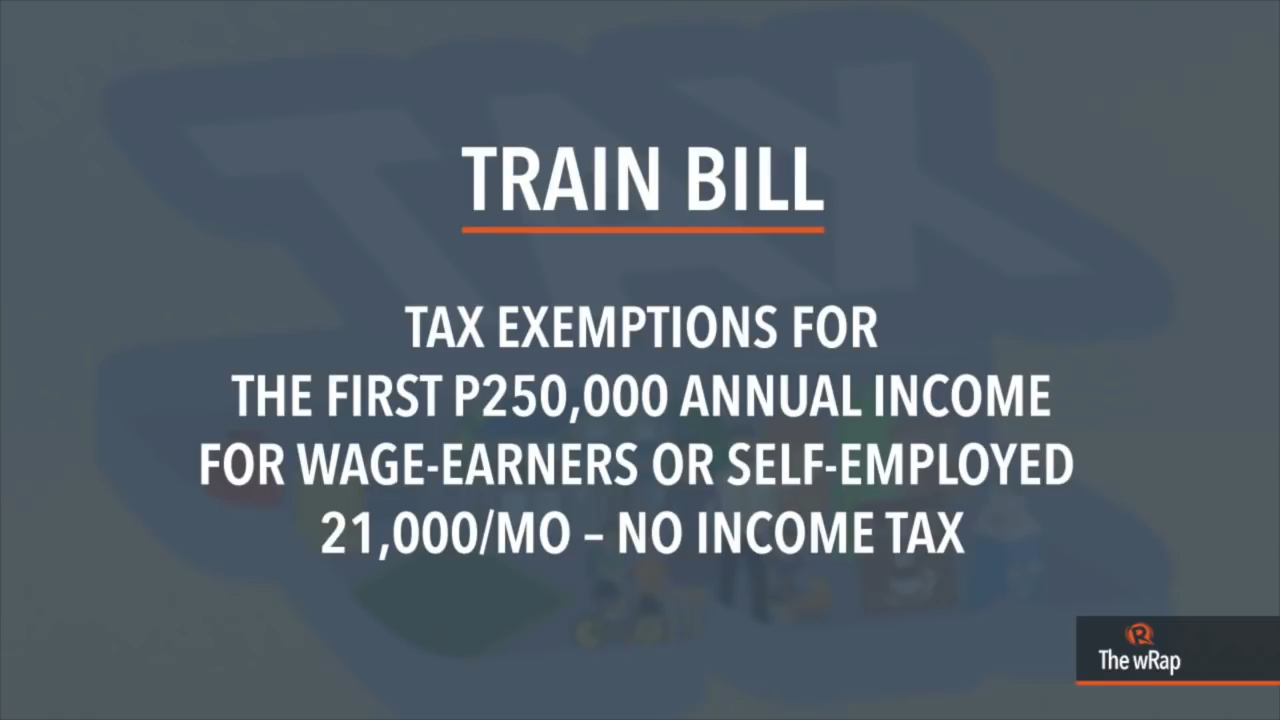 TRAIN BILL
TAX EXEMPTIONS FOR
THE FIRST P250,000 ANNUAL INCOME
FOR WAGE-EARNERS OR SELF-EMPLOYED
21,000/MO – NO INCOME TAX
R
The wRap
TAX